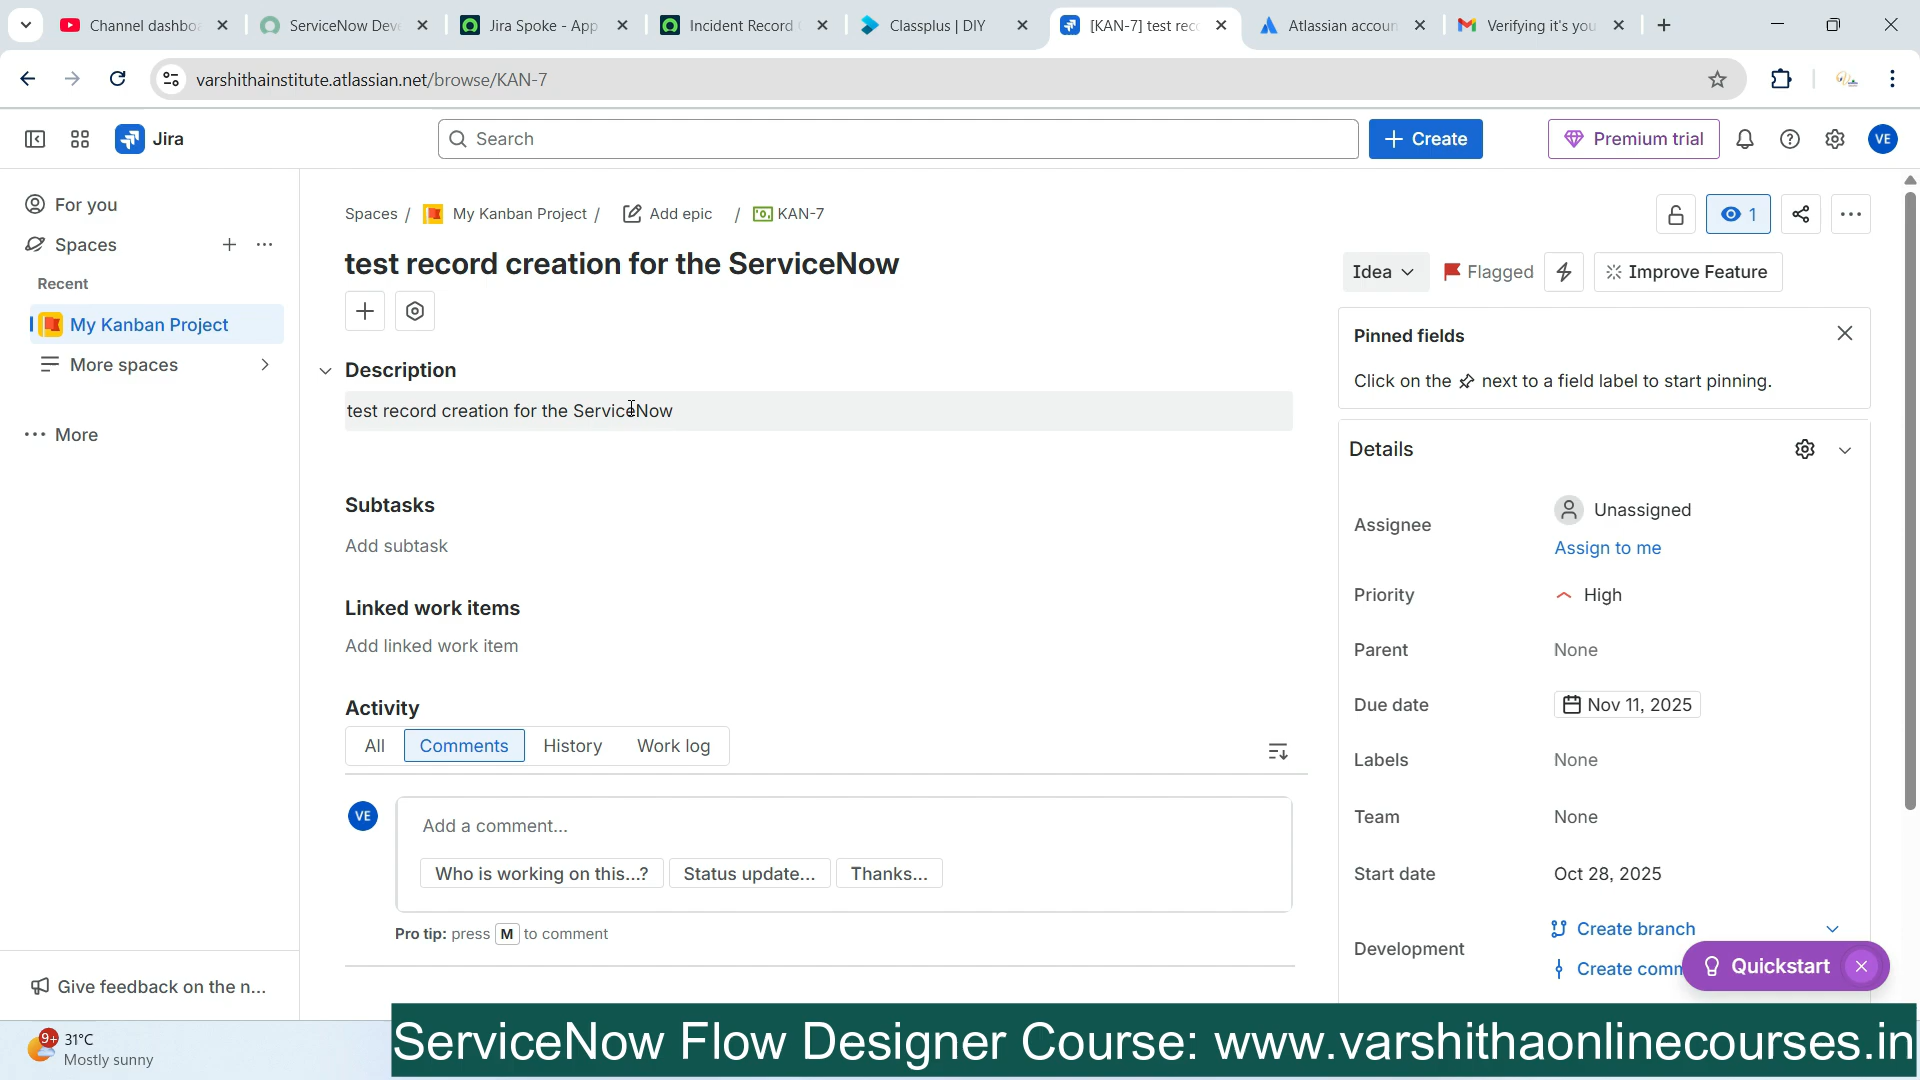 Channel dashbo
ServiceNow Dev
Jira Spoke - App
Incident Record
Classplus | DIY
[KAN-7] test rec
Atlassian accoun
Verifying it's you
varshithainstitute.atlassian.net/browse/KAN-7
Jira
Search
Create
Premium trial
VE
For you
Spaces
Recent
My Kanban Project
More spaces
More
Give feedback on the n...
Spaces / My Kanban Project / Add epic / KAN-7
1
test record creation for the ServiceNow
Idea
Flagged
Improve Feature
Description
test record creation for the ServiceNow
Subtasks
Add subtask
Linked work items
Add linked work item
Activity
All Comments History Work log
VE
Add a comment...
Who is working on this...? Status update... Thanks...
Pro tip: press M to comment
Pinned fields
Click on the next to a field label to start pinning.
Details
Assignee Unassigned
Assign to me
Priority High
Parent None
Due date Nov 11, 2025
Labels None
Team None
Start date Oct 28, 2025
Development Create branch
Create comm
Quickstart
9+
31°C
Mostly sunny
ServiceNow Flow Designer Course: www.varshithaonlinecourses.in